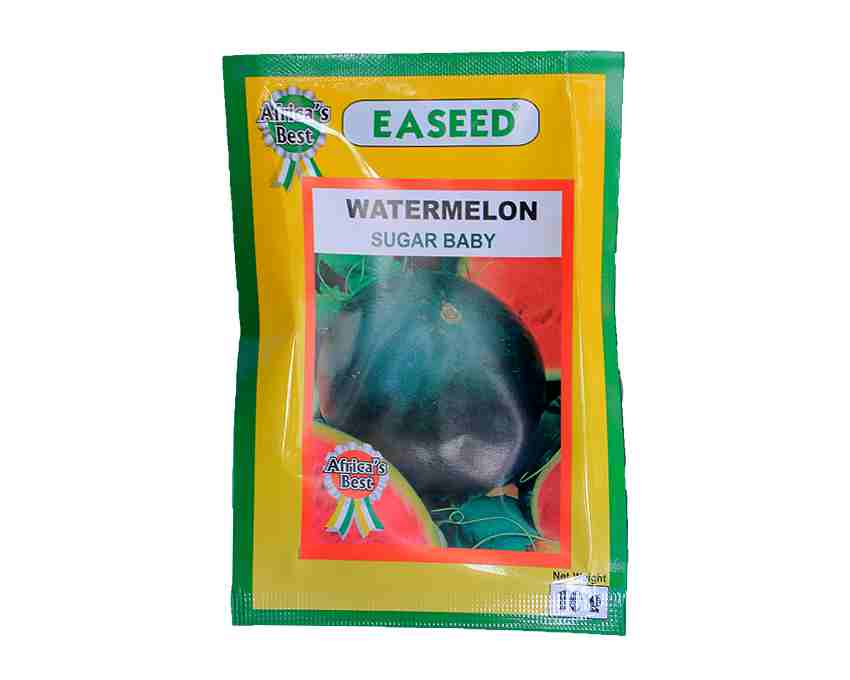 Africa's
Best
EASEED®
WATERMELON
SUGAR BABY
Africa's
Best
Net Weight